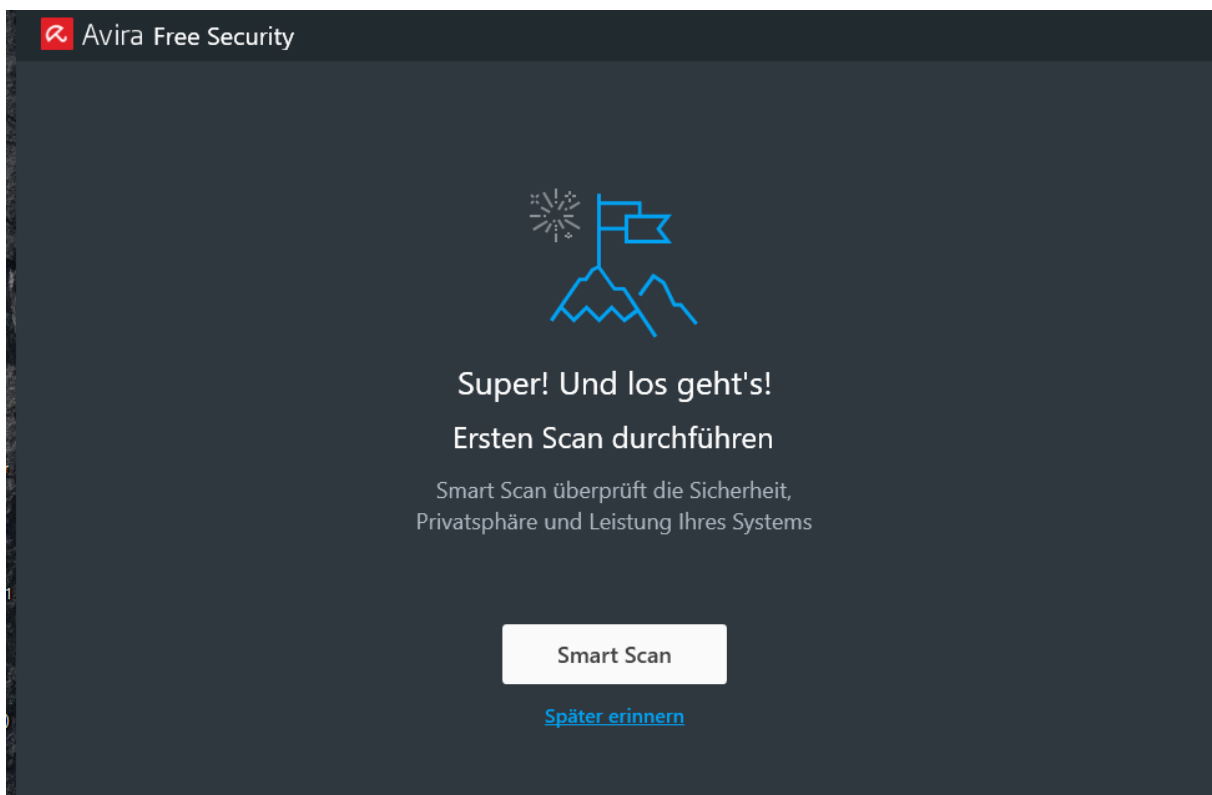 Avira Free Security
Super! Und los geht's!
Ersten Scan durchführen
Smart Scan überprüft die Sicherheit,
Privatsphäre und Leistung Ihres Systems
Smart Scan
Später erinnern